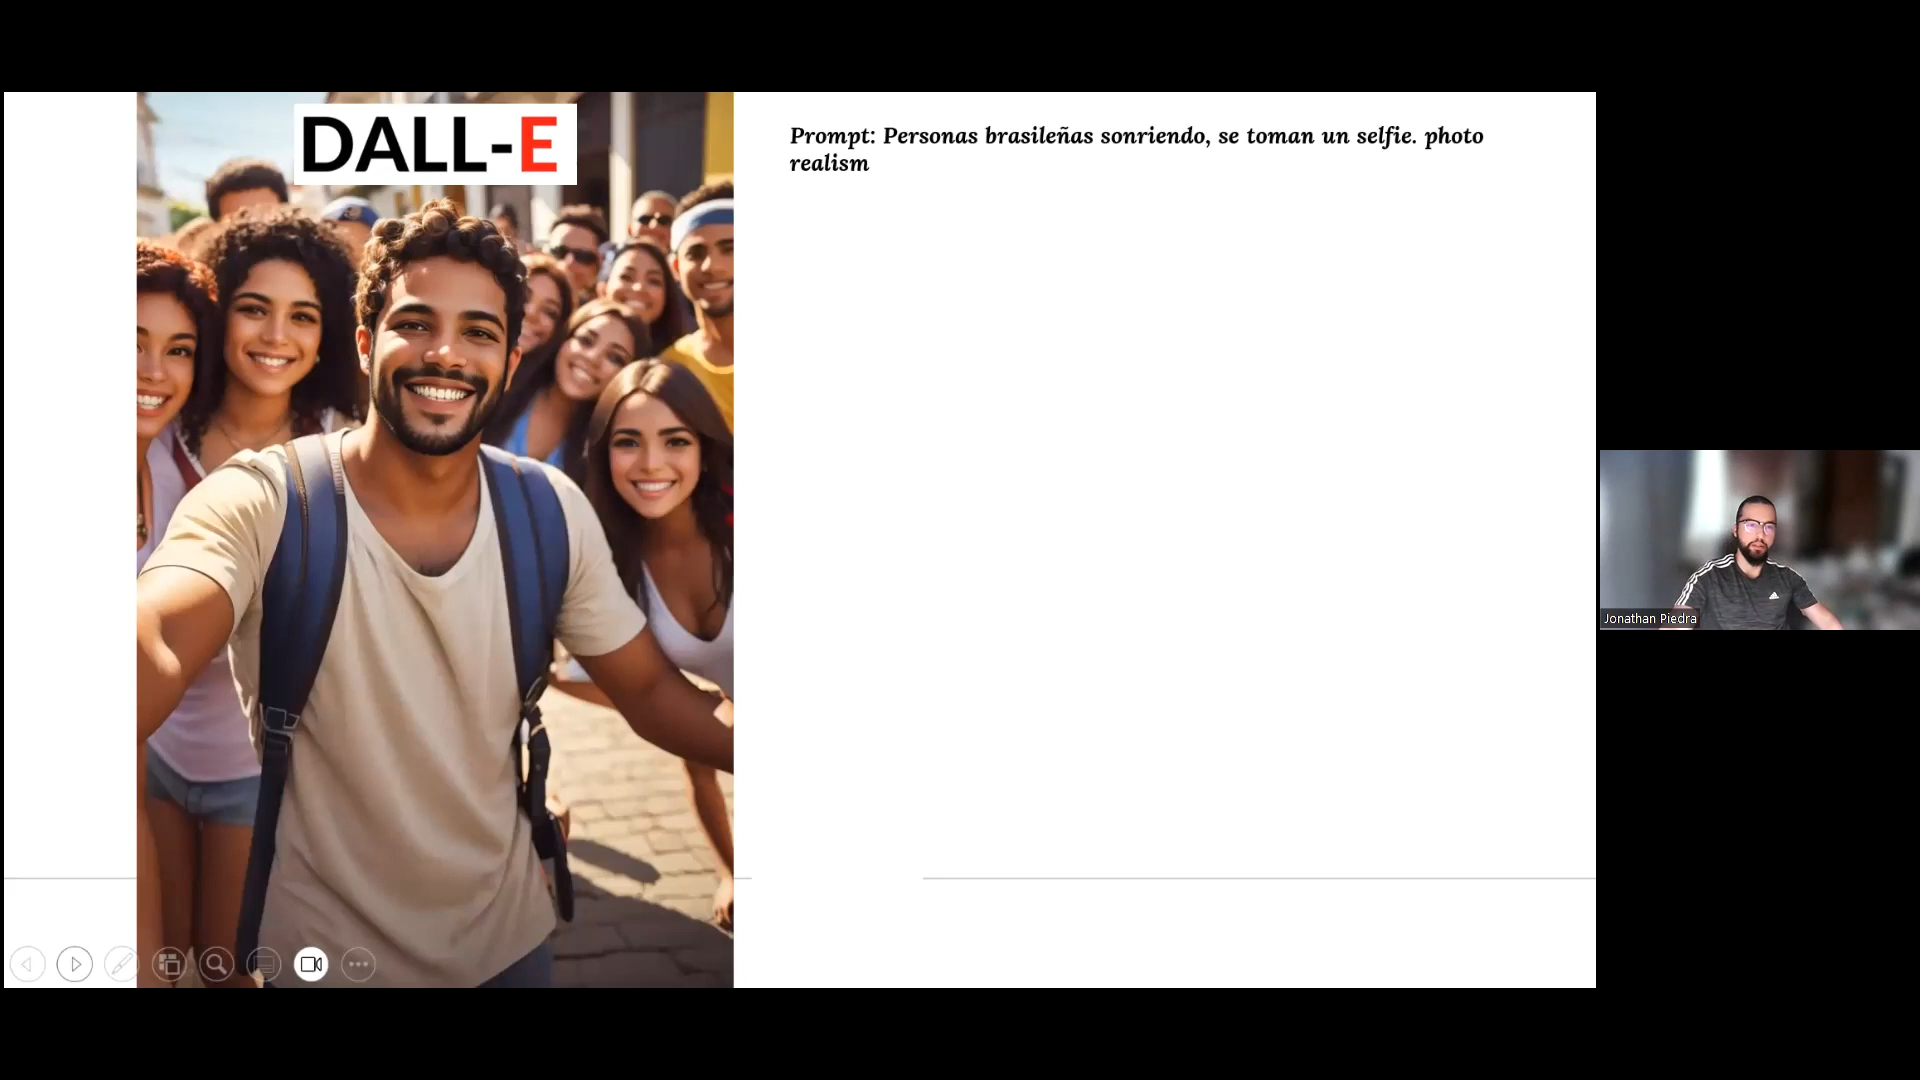 DALL-E
Prompt: Personas brasileñas sonriendo, se toman un selfie. photo
realism
Jonathan Piedra